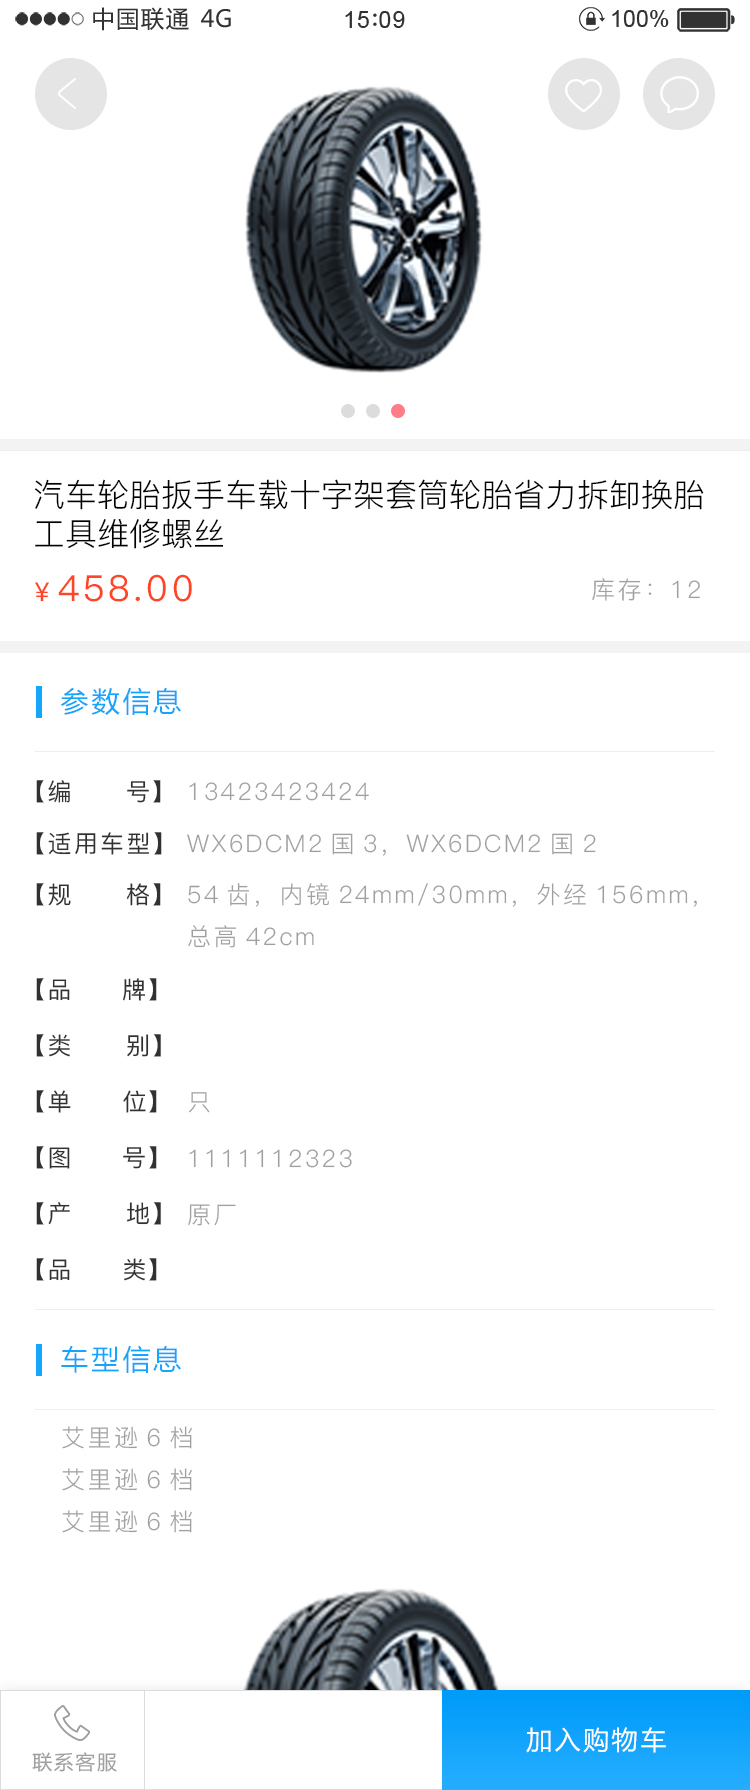 中国联通 4G 15:09 100%
汽车轮胎扳手车载十字架套筒轮胎省力拆卸换胎
工具维修螺丝
¥ 458.00 库存：12
参数信息
【编 号】 13423423424
【适用车型】 WX6DCM2 国 3，WX6DCM2 国 2
【规 格】 54 齿，内镜 24mm/30mm，外经 156mm，
总高 42cm
【品 牌】
【类 别】
【单 位】 只
【图 号】 1111112323
【产 地】 原厂
【品 类】
车型信息
艾里逊 6 档
艾里逊 6 档
艾里逊 6 档
联系客服 加入购物车